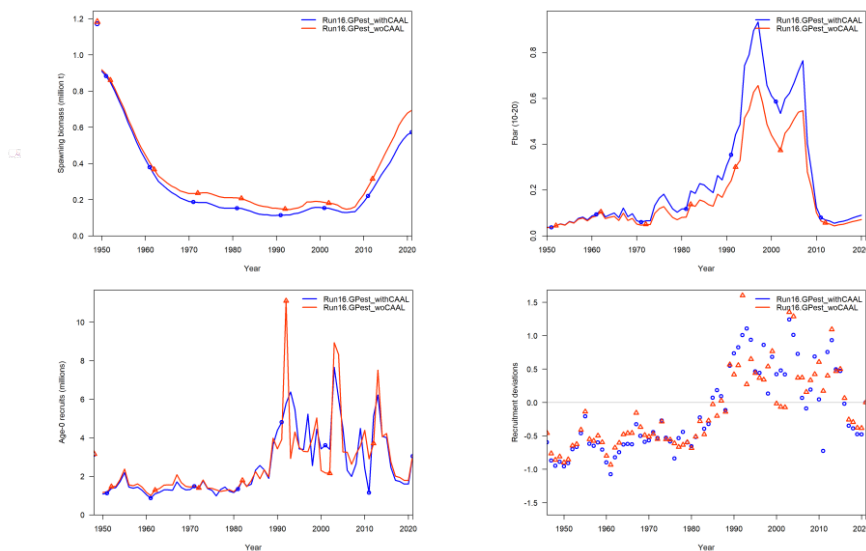 Run16.GPest_withCAAL
Run16.GPest_woCAAL
Spawning biomass (million t)
1.2
1.0
0.8
0.6
0.4
0.2
0.0
1950 1960 1970 1980 1990 2000 2010 2020
Year
Run16.GPest_withCAAL
Run16.GPest_woCAAL
Fbar (10-20)
0.8
0.6
0.4
0.2
0.0
1950 1960 1970 1980 1990 2000 2010 2020
Year
Run16.GPest_withCAAL
Run16.GPest_woCAAL
Age-0 recruits (millions)
10
8
6
4
2
0
1950 1960 1970 1980 1990 2000 2010 2020
Year
Run16.GPest_withCAAL
Run16.GPest_woCAAL
Recruitment deviations
1.5
1.0
0.5
0.0
-0.5
-1.0
-1.5
1950 1960 1970 1980 1990 2000 2010 2020
Year